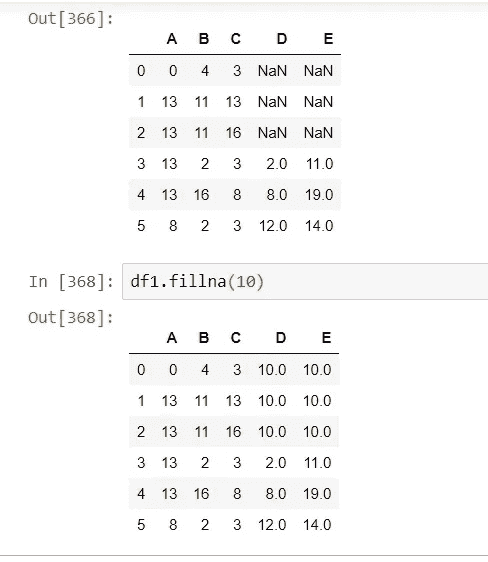 Out[366]:
A B C D E
0 0 4 3 NaN NaN
1 13 11 13 NaN NaN
2 13 11 16 NaN NaN
3 13 2 3 2.0 11.0
4 13 16 8 8.0 19.0
5 8 2 3 12.0 14.0
In [368]: df1.fillna(10)
Out[368]:
A B C D E
0 0 4 3 10.0 10.0
1 13 11 13 10.0 10.0
2 13 11 16 10.0 10.0
3 13 2 3 2.0 11.0
4 13 16 8 8.0 19.0
5 8 2 3 12.0 14.0